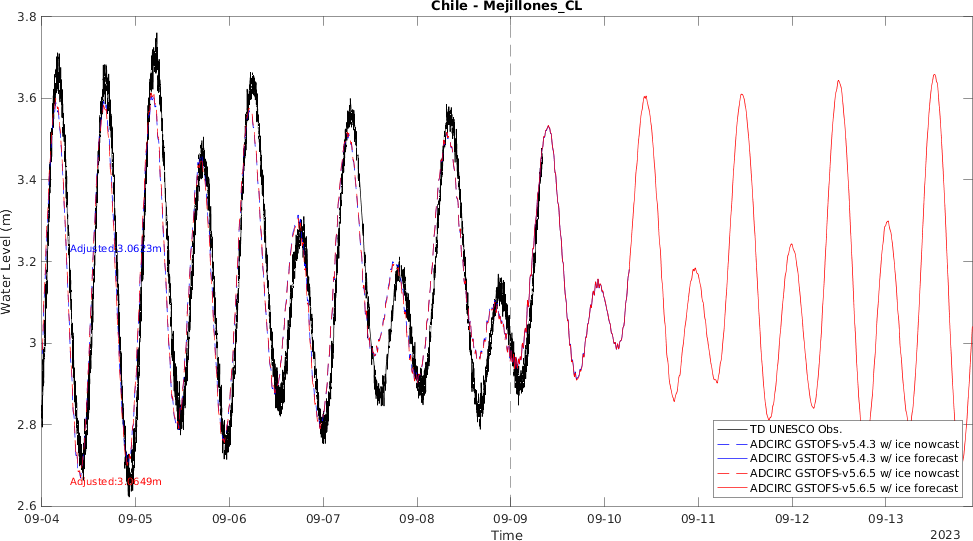 Chile - Mejillones_CL
3.8
3.6
3.4
3.2
3
2.8
2.6
Water Level (m)
Adjusted:3.0623m
Adjusted:3.0649m
TD UNESCO Obs.
ADCIRC GSTOFS-v5.4.3 w/ ice nowcast
ADCIRC GSTOFS-v5.4.3 w/ ice forecast
ADCIRC GSTOFS-v5.6.5 w/ ice nowcast
ADCIRC GSTOFS-v5.6.5 w/ ice forecast
09-04 09-05 09-06 09-07 09-08 09-09 09-10 09-11 09-12 09-13
Time
2023